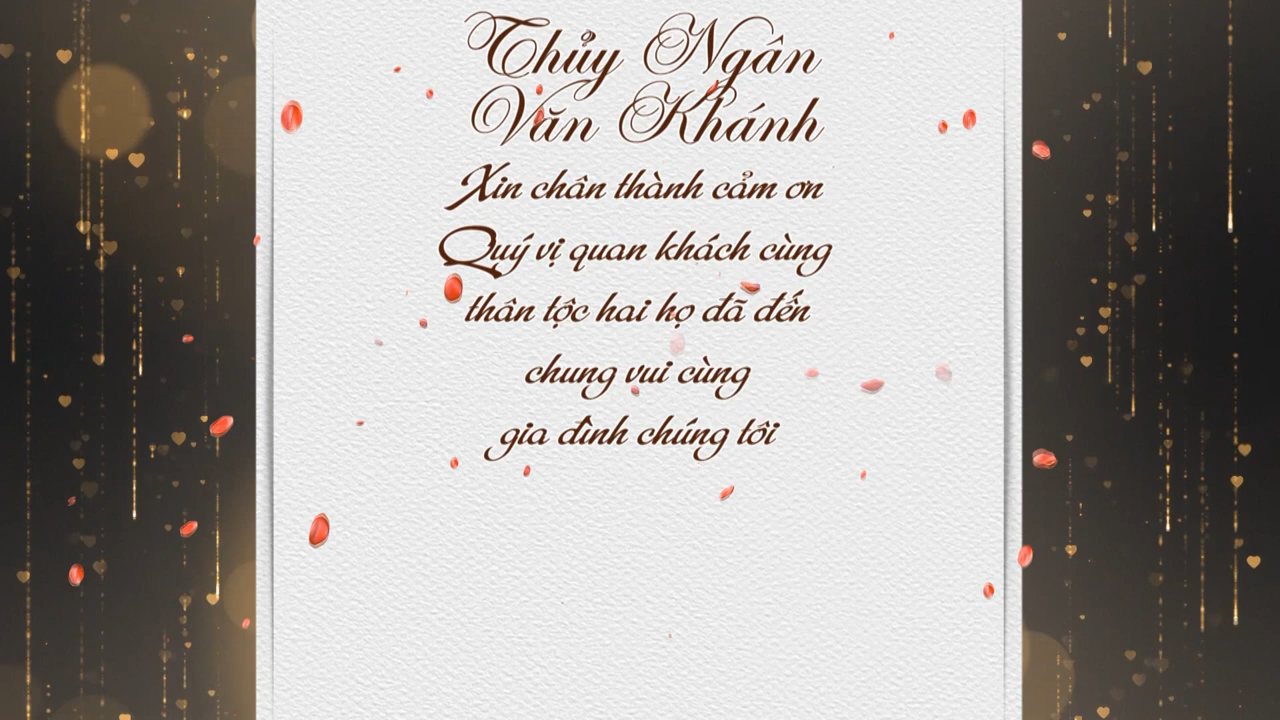 Thủy Ngân
Văn Khánh
Xin chân thành cảm ơn
Quý vị quan khách cùng
thân tộc hai họ đã đến
chung vui cùng
gia đình chúng tôi